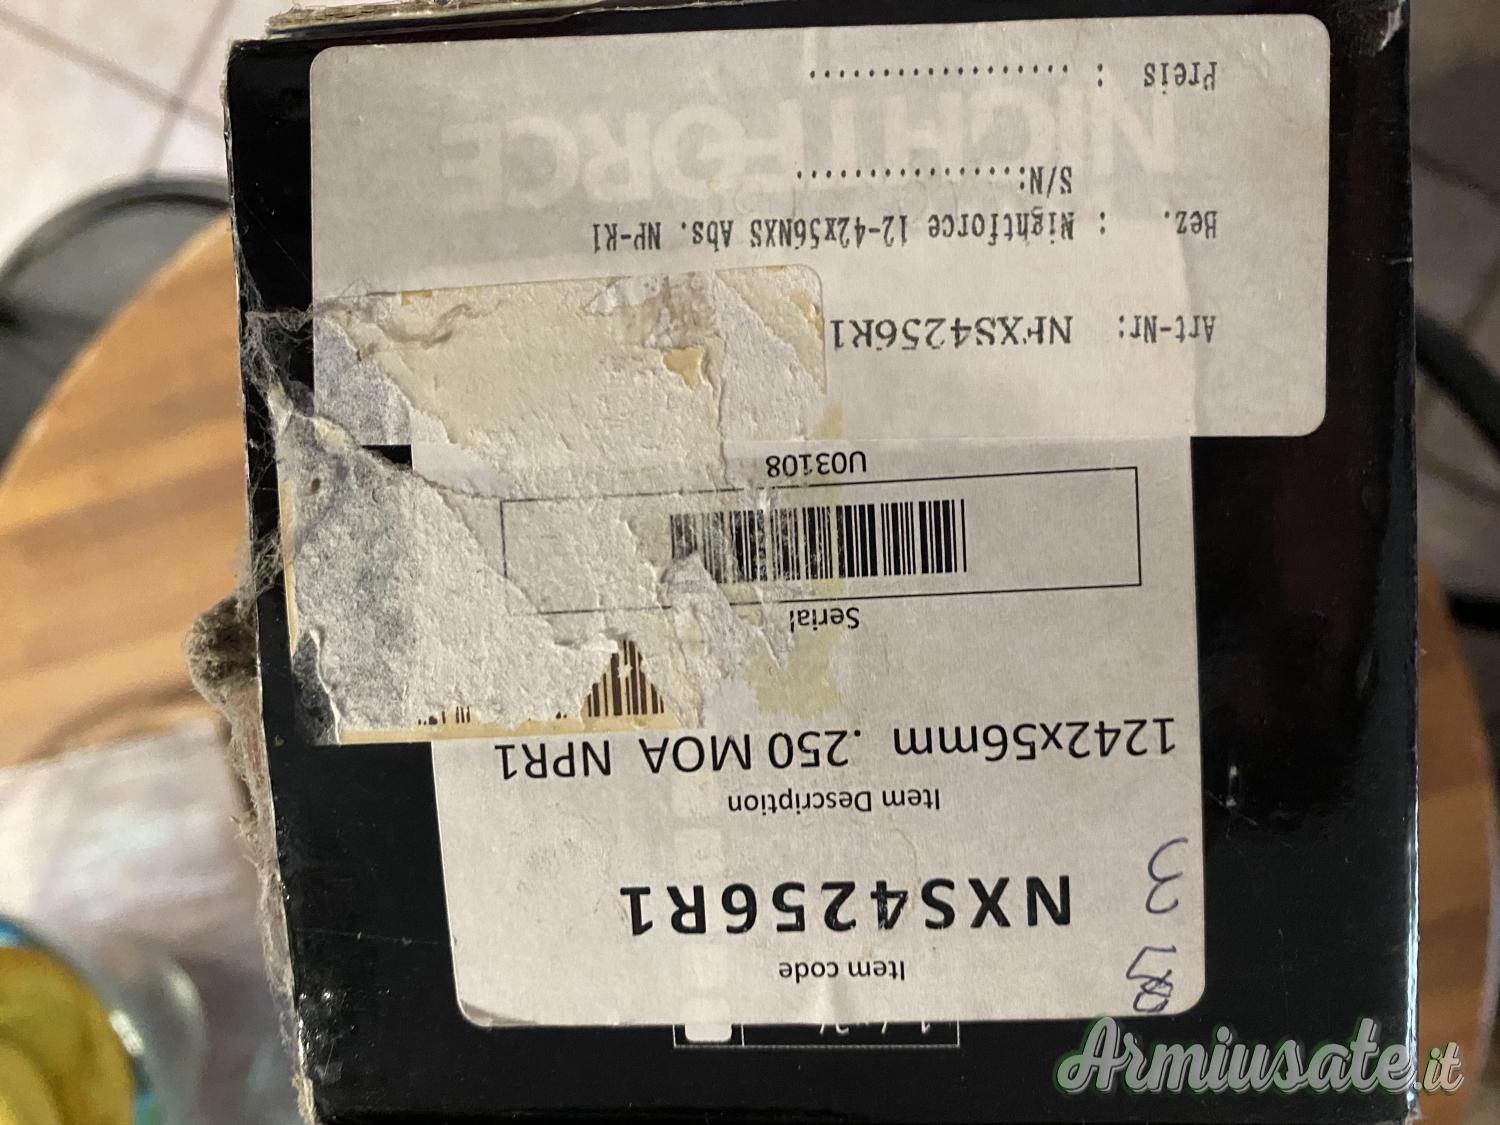 Item code
NXS4256R1
Item Description
1242x56mm .250 MOA NPR1
Serial
U03108
3
Art-Nr: NFXS4256R1
Bez. : Nightforce 12-42x56NXS Abs. NP-R1
S/N:................
Preis : ...................
NIGHTFORCE
Armiusate.it